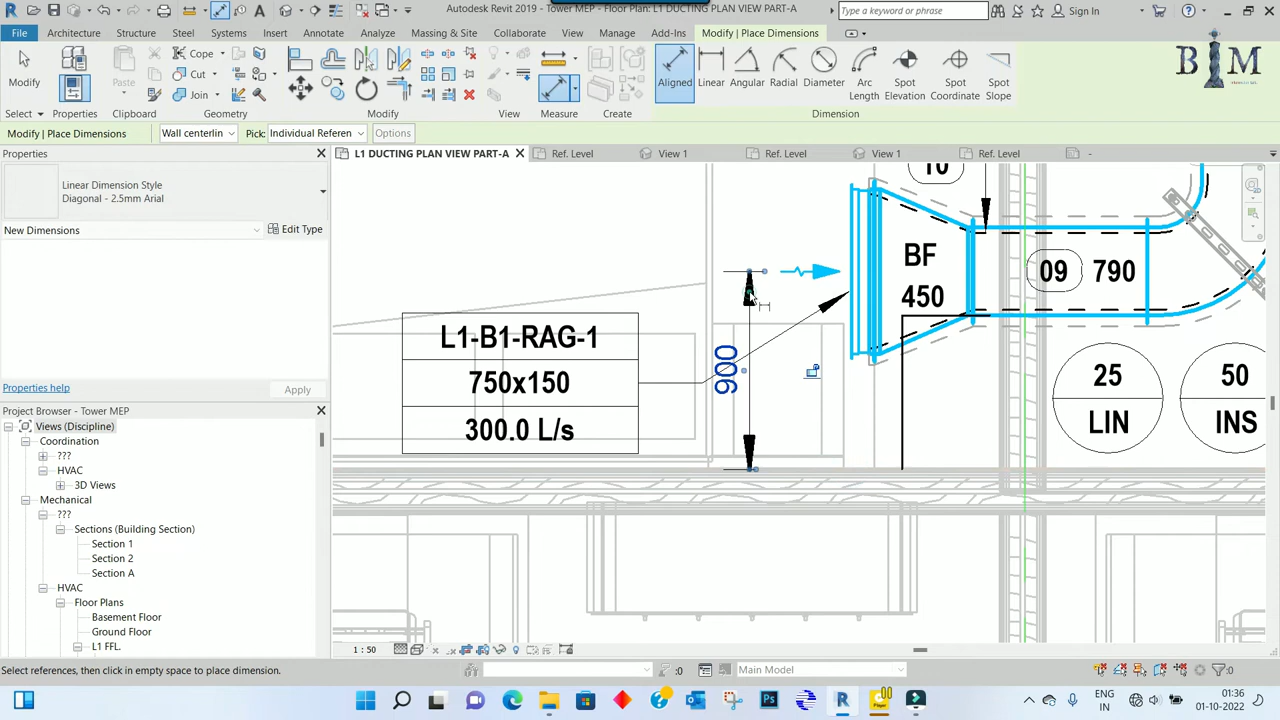 Autodesk Revit 2019 - Tower MEP - Floor Plan: L1 DUCTING PLAN VIEW PART-A
Type a keyword or phrase
Sign In
File Architecture Structure Steel Systems Insert Annotate Analyze Massing & Site Collaborate View Manage Add-Ins Modify | Place Dimensions
Modify
Paste
Cope
Cut
Join
Aligned Linear Angular Radial Diameter Arc Length Spot Elevation Spot Coordinate Spot Slope
BIM
Select Properties Clipboard Geometry Modify View Measure Create Dimension
Modify | Place Dimensions Wall centerlin Pick: Individual Referen Options
Properties
L1 DUCTING PLAN VIEW PART-A Ref. Level View 1 Ref. Level View 1 Ref. Level
Linear Dimension Style
Diagonal - 2.5mm Arial
New Dimensions Edit Type
Properties help Apply
Project Browser - Tower MEP
Views (Discipline)
Coordination
???
HVAC
3D Views
Mechanical
???
Sections (Building Section)
Section 1
Section 2
Section A
HVAC
Floor Plans
Basement Floor
Ground Floor
L1 FFL.
10
BF
450
09 790
L1-B1-RAG-1
750x150
300.0 L/s
900
25
LIN
50
INS
1 : 50
Select references, then click in empty space to place dimension.
:0
Main Model
:0
ENG
IN
01:36
01-10-2022